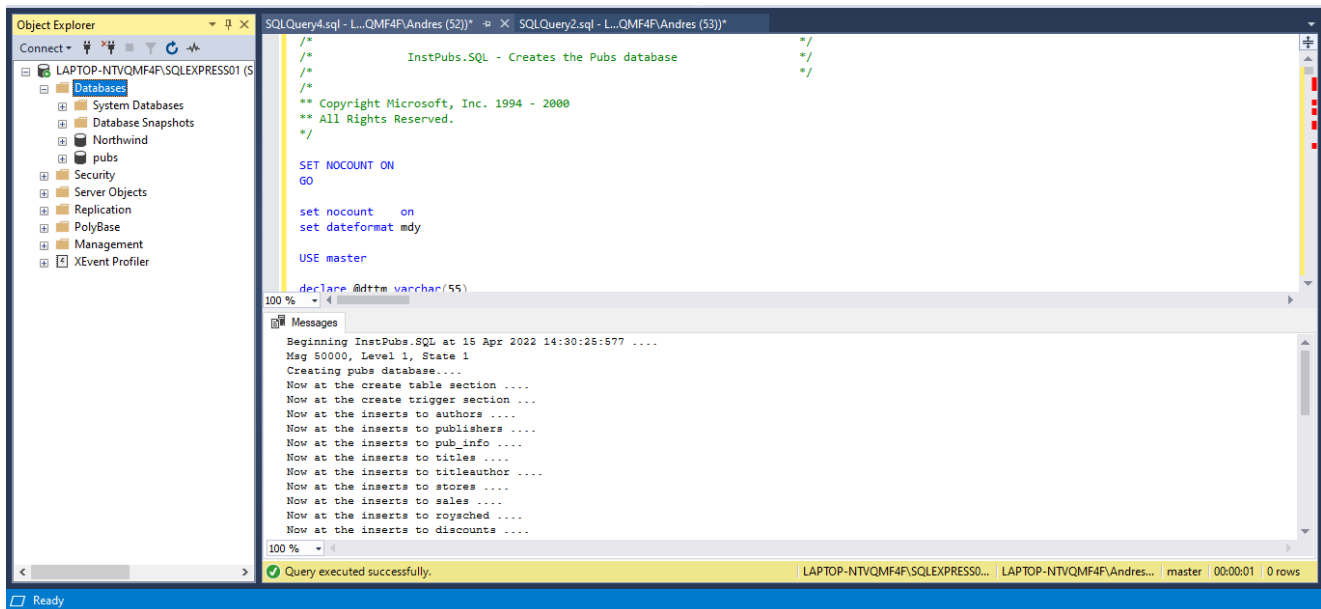 Object Explorer
Connect
LAPTOP-NTVQMF4F\SQLEXPRESS01 (S
Databases
System Databases
Database Snapshots
Northwind
pubs
Security
Server Objects
Replication
PolyBase
Management
XEvent Profiler
SQLQuery4.sql - L...QMF4F\Andres (52))* SQLQuery2.sql - L...QMF4F\Andres (53))*
/* */
/* InstPubs.SQL - Creates the Pubs database */
/* */
/*
** Copyright Microsoft, Inc. 1994 - 2000
** All Rights Reserved.
*/
SET NOCOUNT ON
GO
set nocount on
set dateformat mdy
USE master
declare @dttm varchar(55)
100 %
Messages
Beginning InstPubs.SQL at 15 Apr 2022 14:30:25:577 ....
Msg 50000, Level 1, State 1
Creating pubs database....
Now at the create table section ....
Now at the create trigger section ...
Now at the inserts to authors ....
Now at the inserts to publishers ....
Now at the inserts to pub_info ....
Now at the inserts to titles ....
Now at the inserts to titleauthor ....
Now at the inserts to stores ....
Now at the inserts to sales ....
Now at the inserts to roysched ....
Now at the inserts to discounts ....
100 %
Query executed successfully. LAPTOP-NTVQMF4F\SQLEXPRESS0... LAPTOP-NTVQMF4F\Andres... master 00:00:01 0 rows
Ready